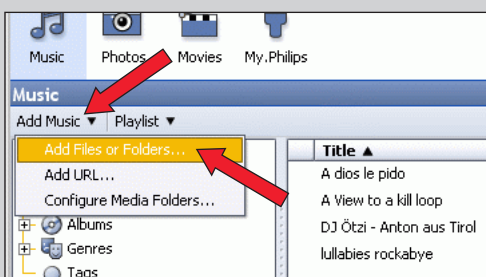 Music Photos Movies My.Philips
Music
Add Music ▼ Playlist ▼
Add Files or Folders...
Add URL...
Configure Media Folders...
Albums
Genres
Tags
Title ▲
A dios le pido
A View to a kill loop
DJ Ötzi - Anton aus Tirol
lullabies rockabye